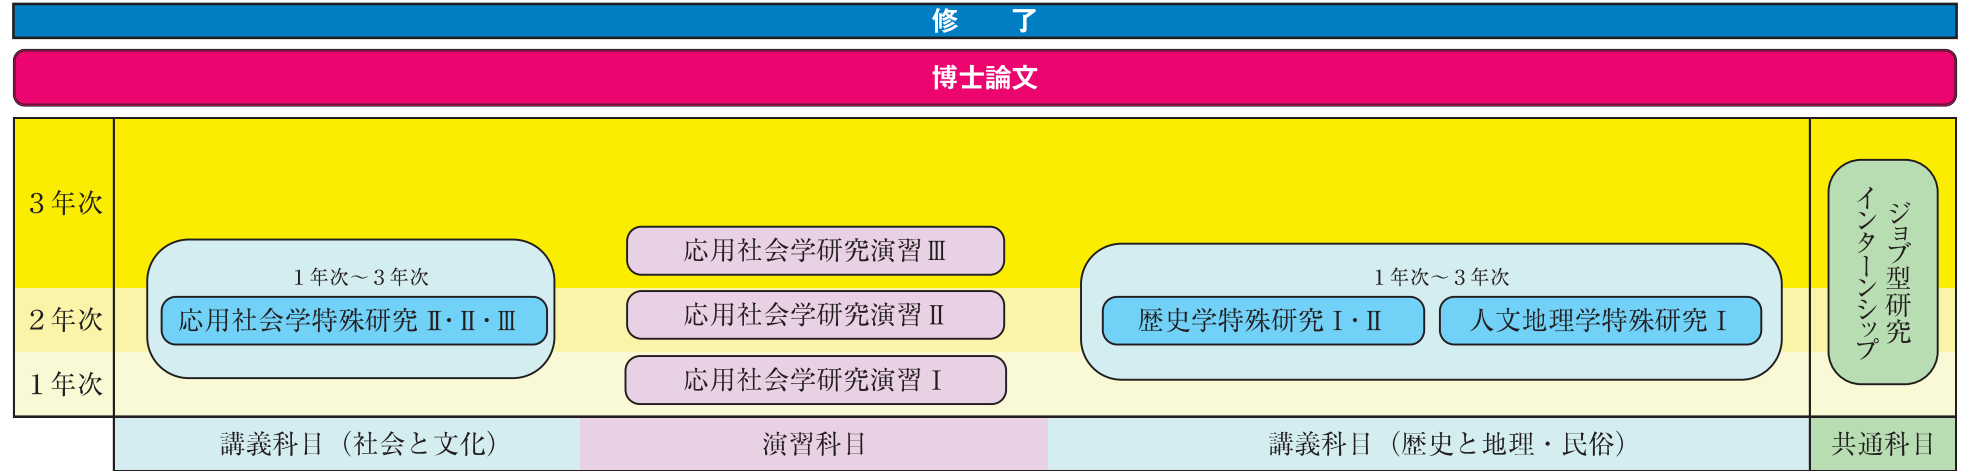 修　了
博士論文
3年次
2年次
1年次
1年次～3年次
応用社会学特殊研究 Ⅱ・Ⅱ・Ⅲ
応用社会学研究演習 Ⅲ
応用社会学研究演習 Ⅱ
応用社会学研究演習 Ⅰ
1年次～3年次
歴史学特殊研究 Ⅰ・Ⅱ
人文地理学特殊研究 Ⅰ
ジョブ型研究
インターンシップ
講義科目（社会と文化）
演習科目
講義科目（歴史と地理・民俗）
共通科目